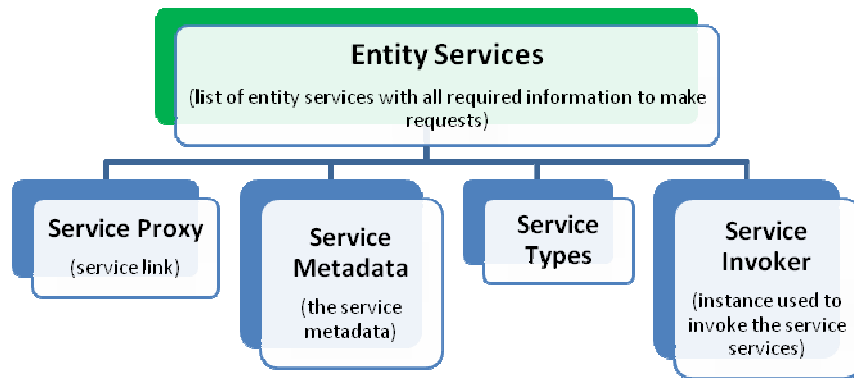 Entity Services
(list of entity services with all required information to make
requests)
Service Proxy
(service link)
Service
Metadata
(the service
metadata)
Service
Types
Service
Invoker
(instance used to
invoke the service
services)